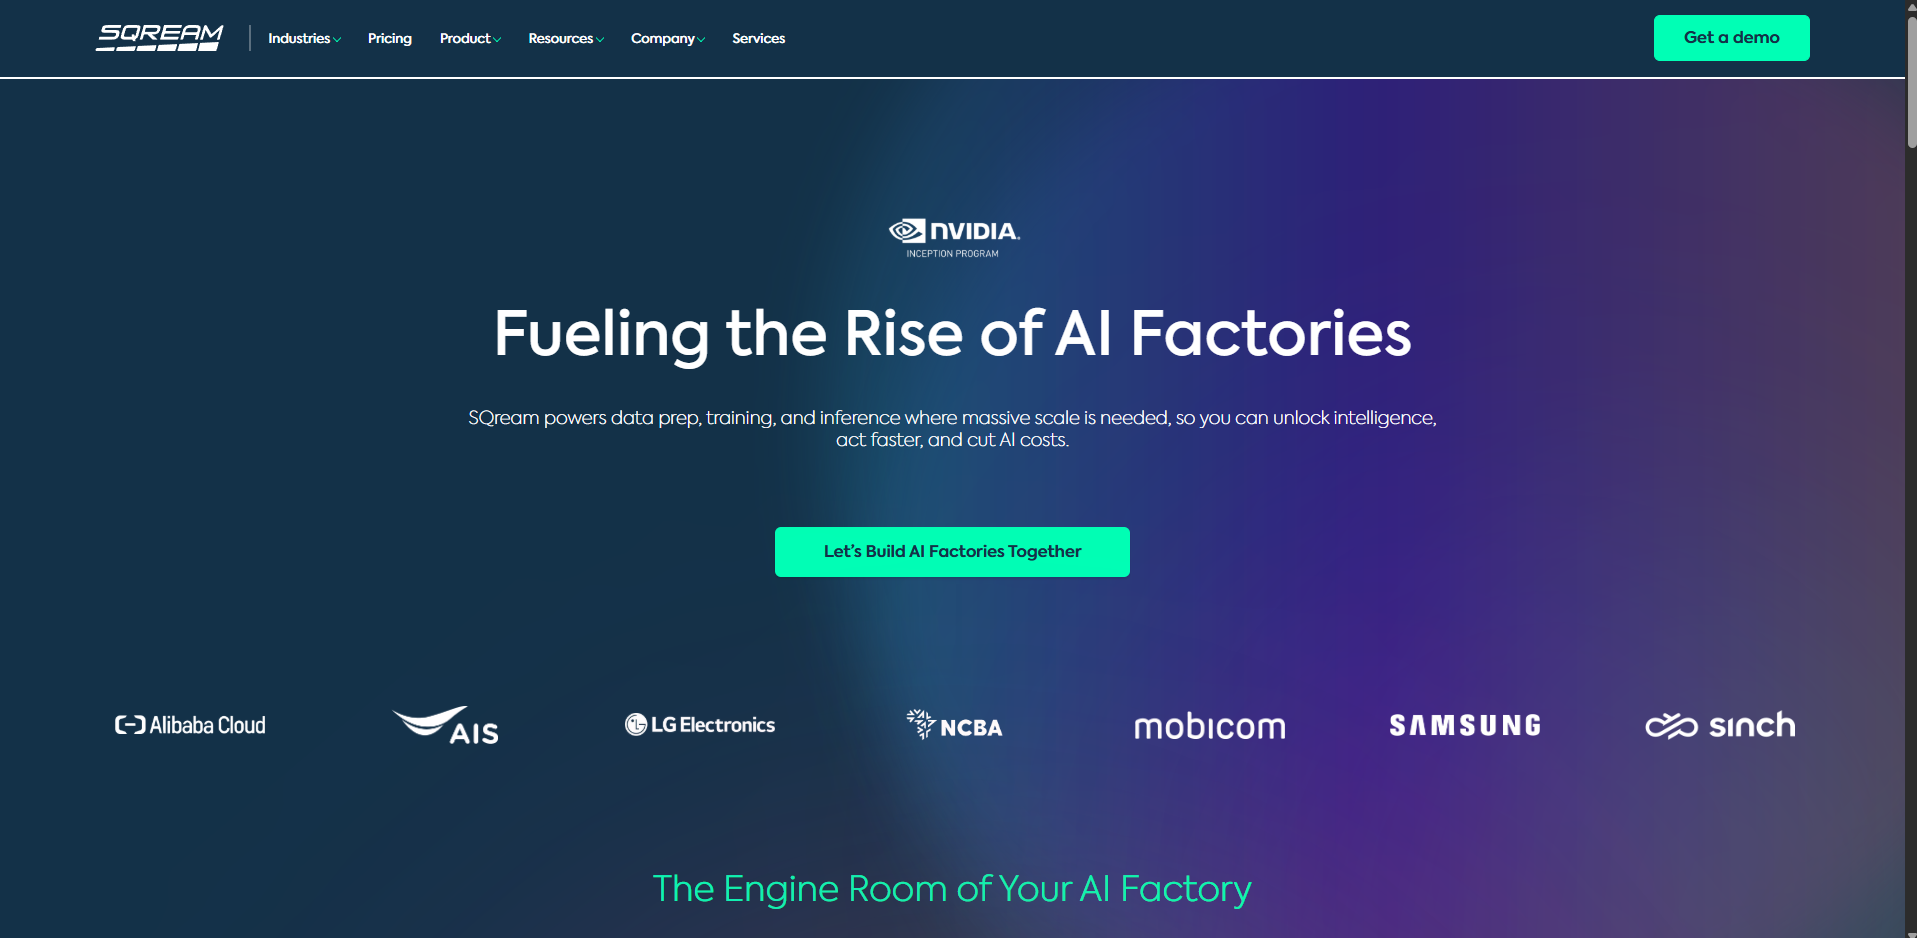 SQREAM
Industries Pricing Product Resources Company Services
Get a demo
NVIDIA.
INCEPTION PROGRAM
Fueling the Rise of AI Factories
SQream powers data prep, training, and inference where massive scale is needed, so you can unlock intelligence,
act faster, and cut AI costs.
Let’s Build AI Factories Together
Alibaba Cloud AIS LG Electronics NCBA mobicom SAMSUNG sinch
The Engine Room of Your AI Factory